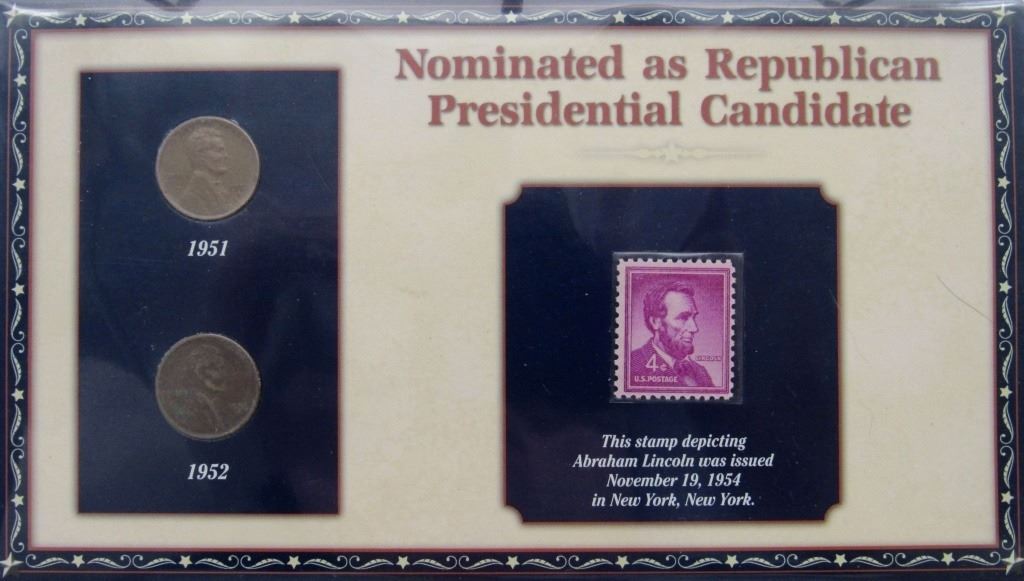 Nominated as Republican
Presidential Candidate
1951
1952
4¢
LINCOLN
U.S. POSTAGE
This stamp depicting
Abraham Lincoln was issued
November 19, 1954
in New York, New York.